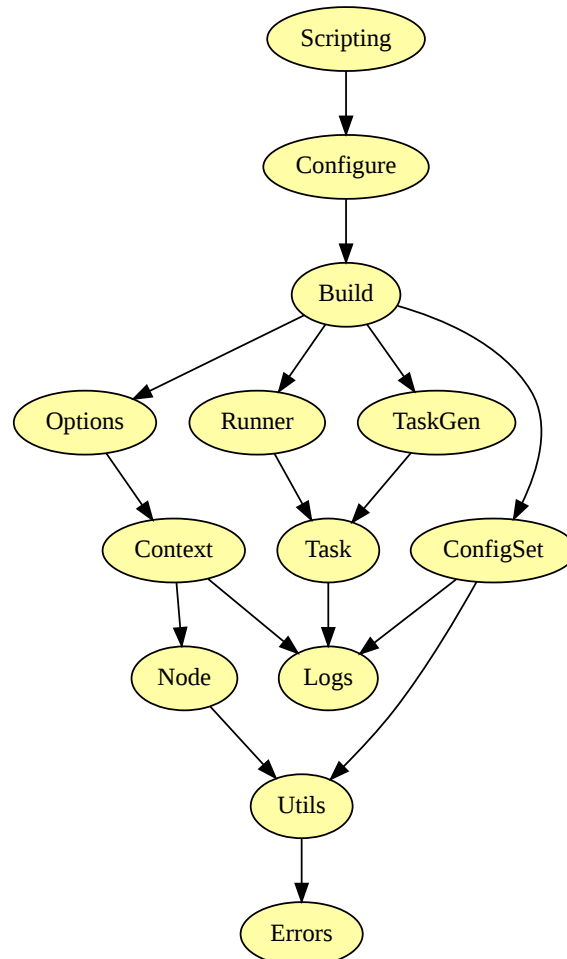 Scripting
Configure
Build
Options
Runner
TaskGen
Context
Task
ConfigSet
Node
Logs
Utils
Errors